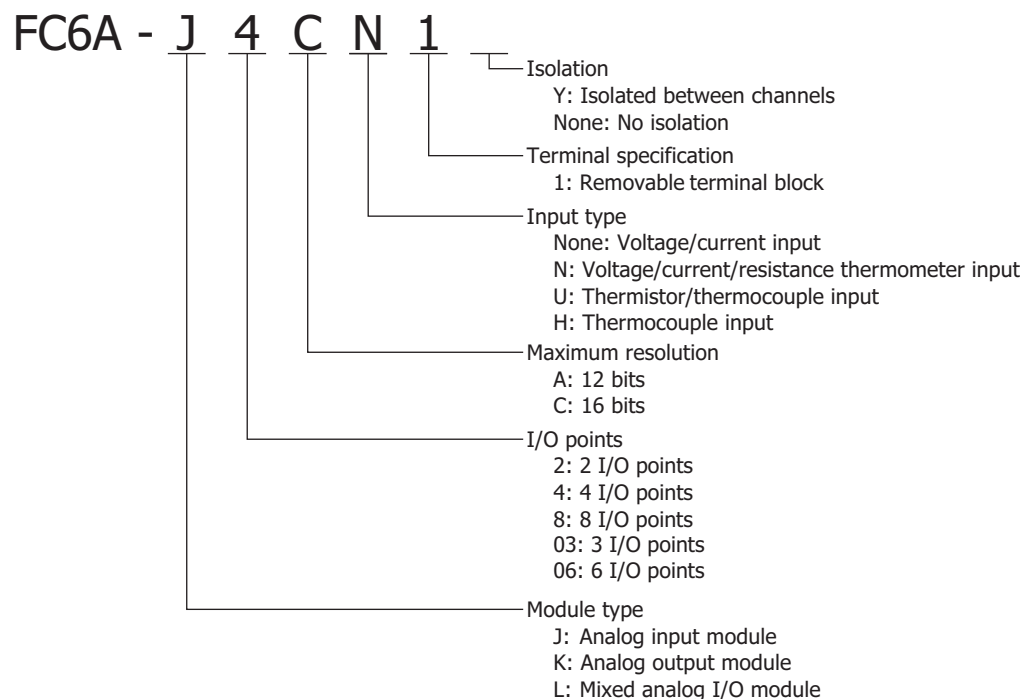 FC6A - J 4 C N 1
Isolation
Y: Isolated between channels
None: No isolation
Terminal specification
1: Removable terminal block
Input type
None: Voltage/current input
N: Voltage/current/resistance thermometer input
U: Thermistor/thermocouple input
H: Thermocouple input
Maximum resolution
A: 12 bits
C: 16 bits
I/O points
2: 2 I/O points
4: 4 I/O points
8: 8 I/O points
03: 3 I/O points
06: 6 I/O points
Module type
J: Analog input module
K: Analog output module
L: Mixed analog I/O module